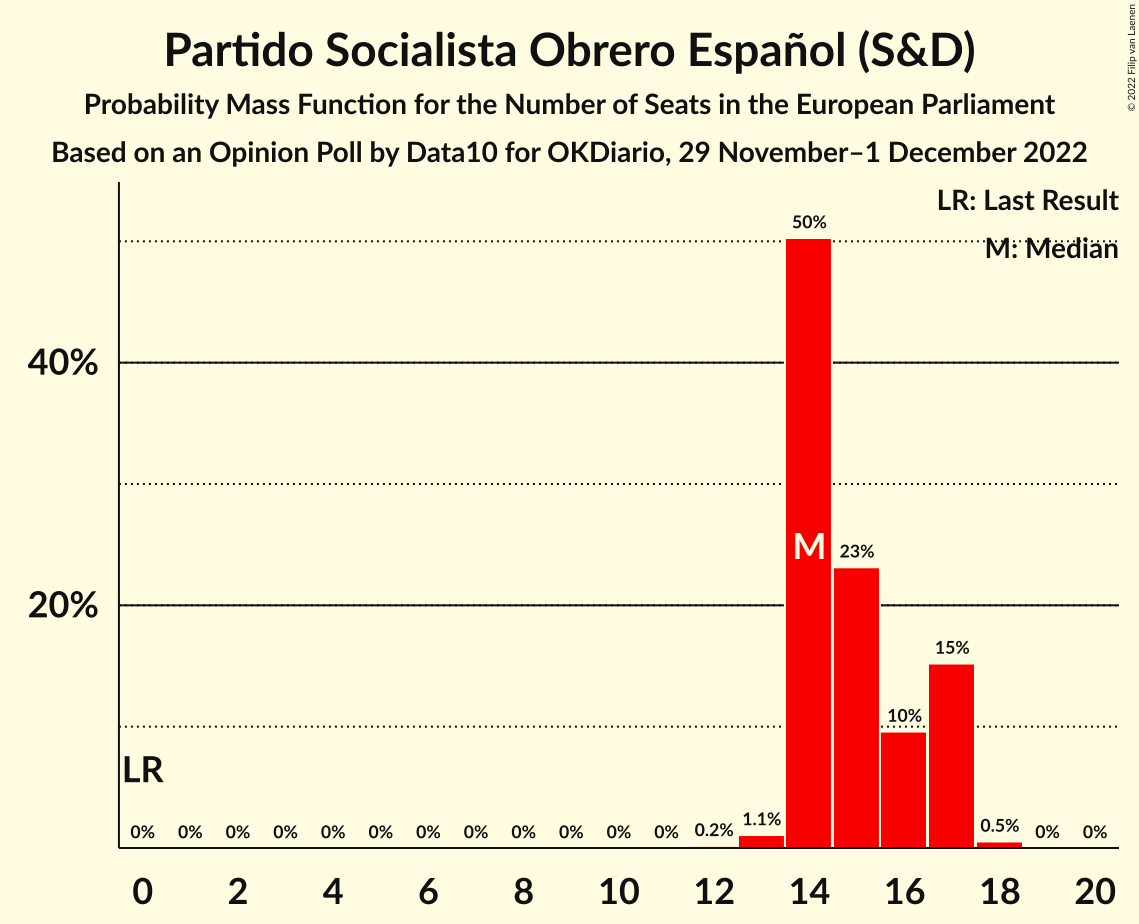 Partido Socialista Obrero Español (S&D)
Probability Mass Function for the Number of Seats in the European Parliament
Based on an Opinion Poll by Data10 for OKDiario, 29 November–1 December 2022
© 2022 Filip van Laenen
LR: Last Result
M: Median
50%
40%
M
23%
20%
15%
10%
LR
0% 0% 0% 0% 0% 0% 0% 0% 0% 0% 0% 0% 0.2% 1.1% 0.5% 0% 0%
0 2 4 6 8 10 12 14 16 18 20